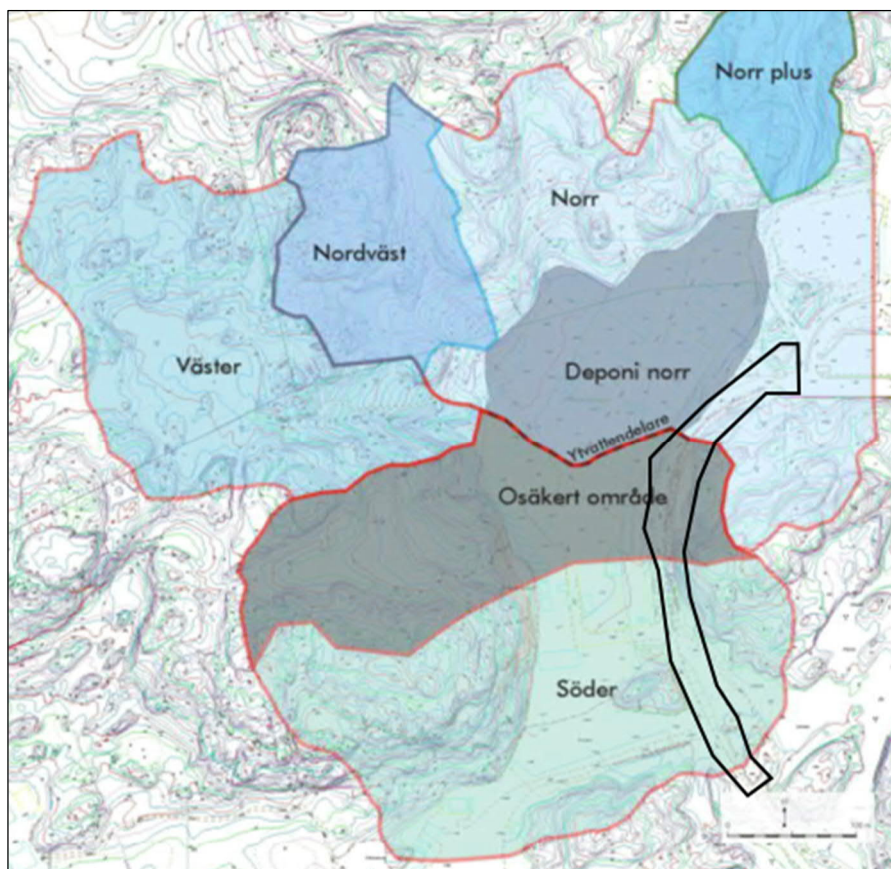 Norr plus
Norr
Nordväst
Väster
Deponi norr
Ytvattendelare
Osäkert område
Söder